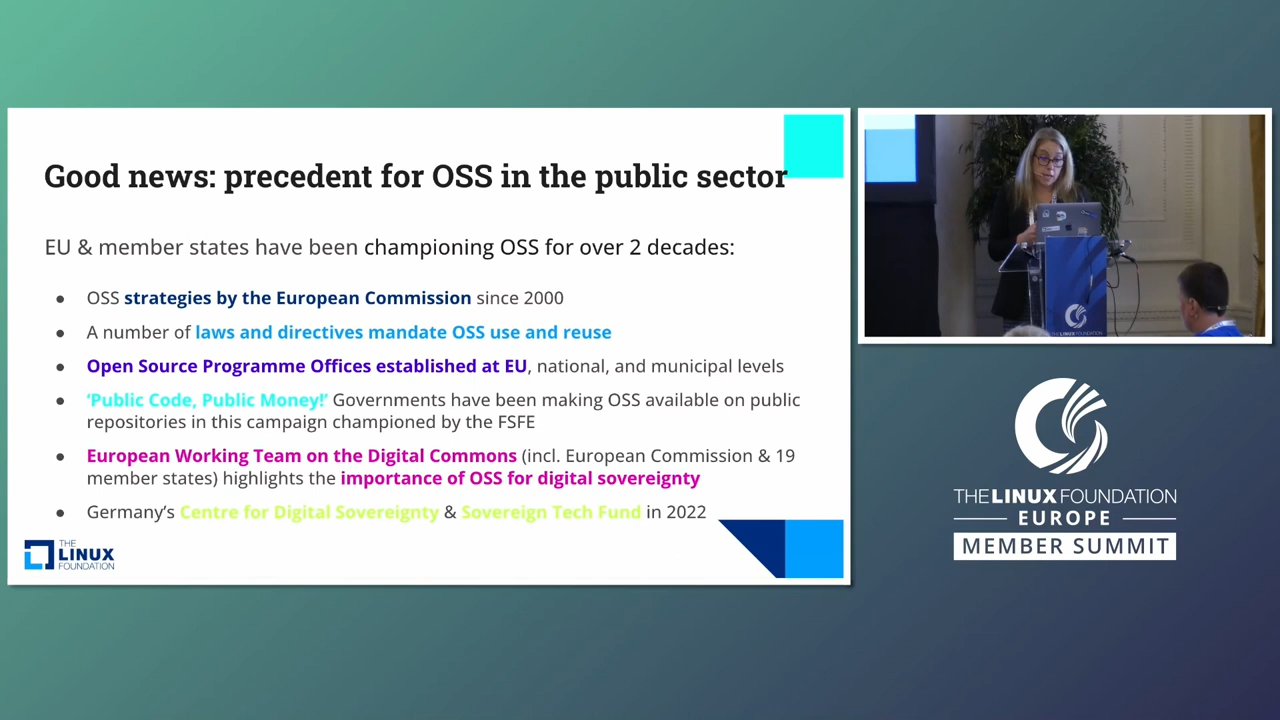 Good news: precedent for OSS in the public sector
EU & member states have been championing OSS for over 2 decades:
● OSS strategies by the European Commission since 2000
● A number of laws and directives mandate OSS use and reuse
● Open Source Programme Offices established at EU, national, and municipal levels
● ‘Public Code, Public Money!’ Governments have been making OSS available on public
repositories in this campaign championed by the FSFE
● European Working Team on the Digital Commons (incl. European Commission & 19
member states) highlights the importance of OSS for digital sovereignty
● Germany’s Centre for Digital Sovereignty & Sovereign Tech Fund in 2022
THE
LINUX
FOUNDATION
THE LINUX FOUNDATION
EUROPE
MEMBER SUMMIT